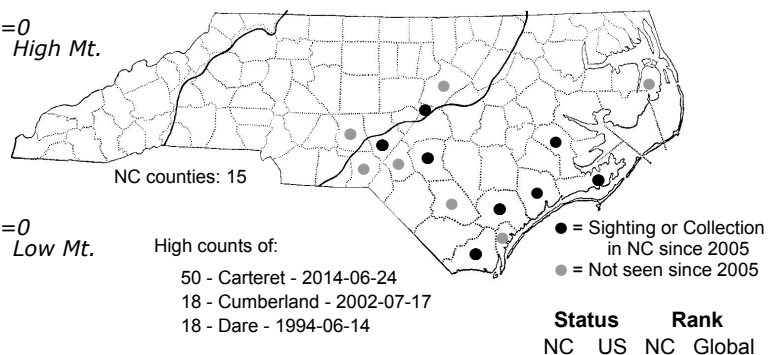 =0
High Mt.
NC counties: 15
=0
Low Mt.
High counts of:
50 - Carteret - 2014-06-24
18 - Cumberland - 2002-07-17
18 - Dare - 1994-06-14
● = Sighting or Collection
in NC since 2005
● = Not seen since 2005
Status Rank
NC US NC Global